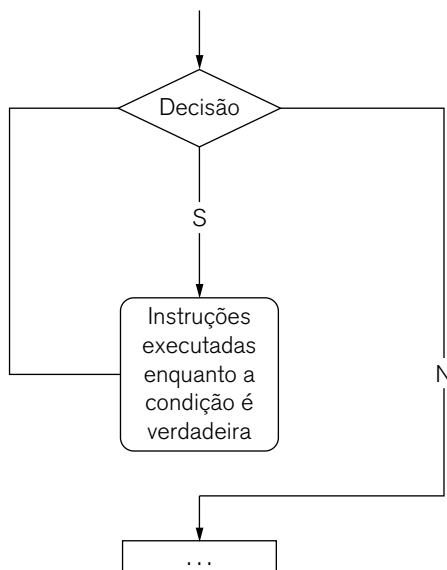 Decisão
S
Instruções
executadas
enquanto a
condição é
verdadeira
N
...